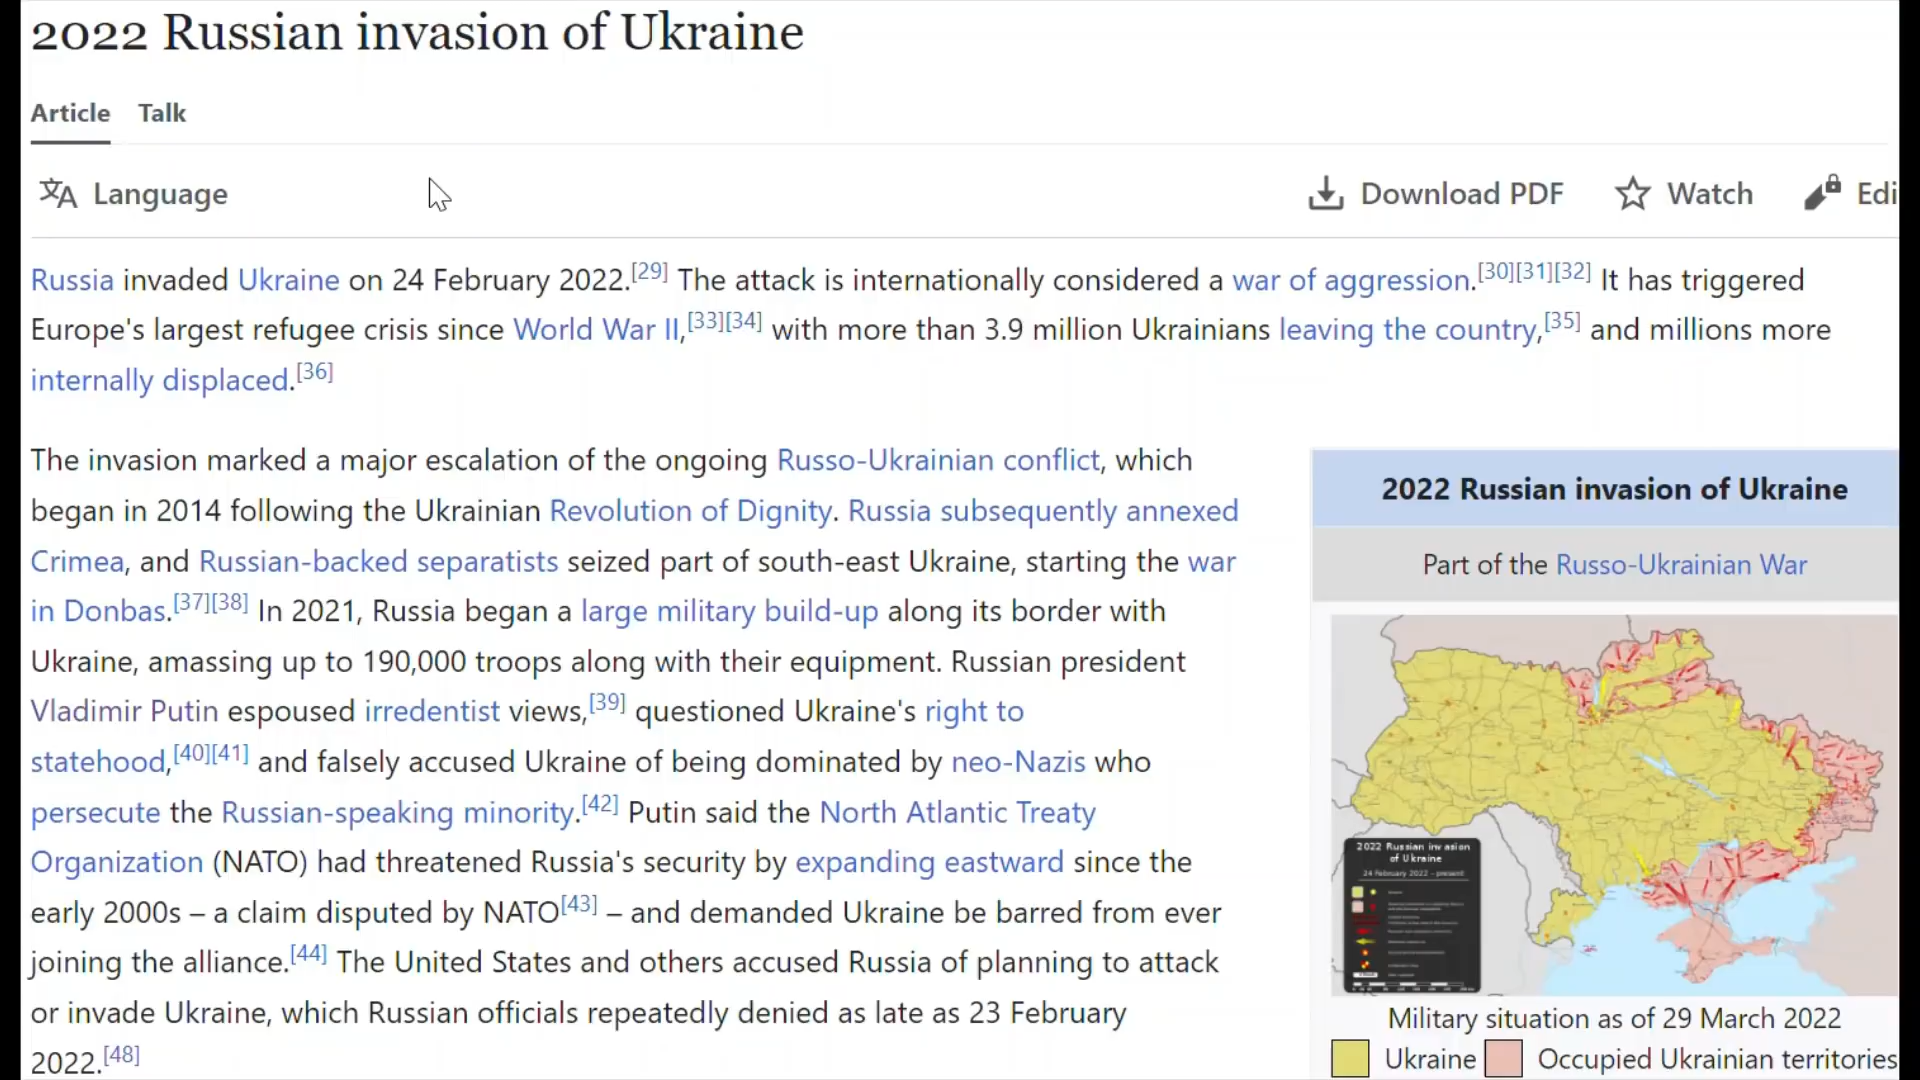 2022 Russian invasion of Ukraine
Article Talk
Language Download PDF Watch Edi
Russia invaded Ukraine on 24 February 2022.[29] The attack is internationally considered a war of aggression.[30][31][32] It has triggered
Europe's largest refugee crisis since World War II,[33][34] with more than 3.9 million Ukrainians leaving the country,[35] and millions more
internally displaced.[36]
The invasion marked a major escalation of the ongoing Russo-Ukrainian conflict, which
began in 2014 following the Ukrainian Revolution of Dignity. Russia subsequently annexed
Crimea, and Russian-backed separatists seized part of south-east Ukraine, starting the war
in Donbas.[37][38] In 2021, Russia began a large military build-up along its border with
Ukraine, amassing up to 190,000 troops along with their equipment. Russian president
Vladimir Putin espoused irredentist views,[39] questioned Ukraine's right to
statehood,[40][41] and falsely accused Ukraine of being dominated by neo-Nazis who
persecute the Russian-speaking minority.[42] Putin said the North Atlantic Treaty
Organization (NATO) had threatened Russia's security by expanding eastward since the
early 2000s – a claim disputed by NATO[43] – and demanded Ukraine be barred from ever
joining the alliance.[44] The United States and others accused Russia of planning to attack
or invade Ukraine, which Russian officials repeatedly denied as late as 23 February
2022.[48]
2022 Russian invasion of Ukraine
Part of the Russo-Ukrainian War
2022 Russian invasion
of Ukraine
24 February 2022 – present
Military situation as of 29 March 2022
Ukraine Occupied Ukrainian territories